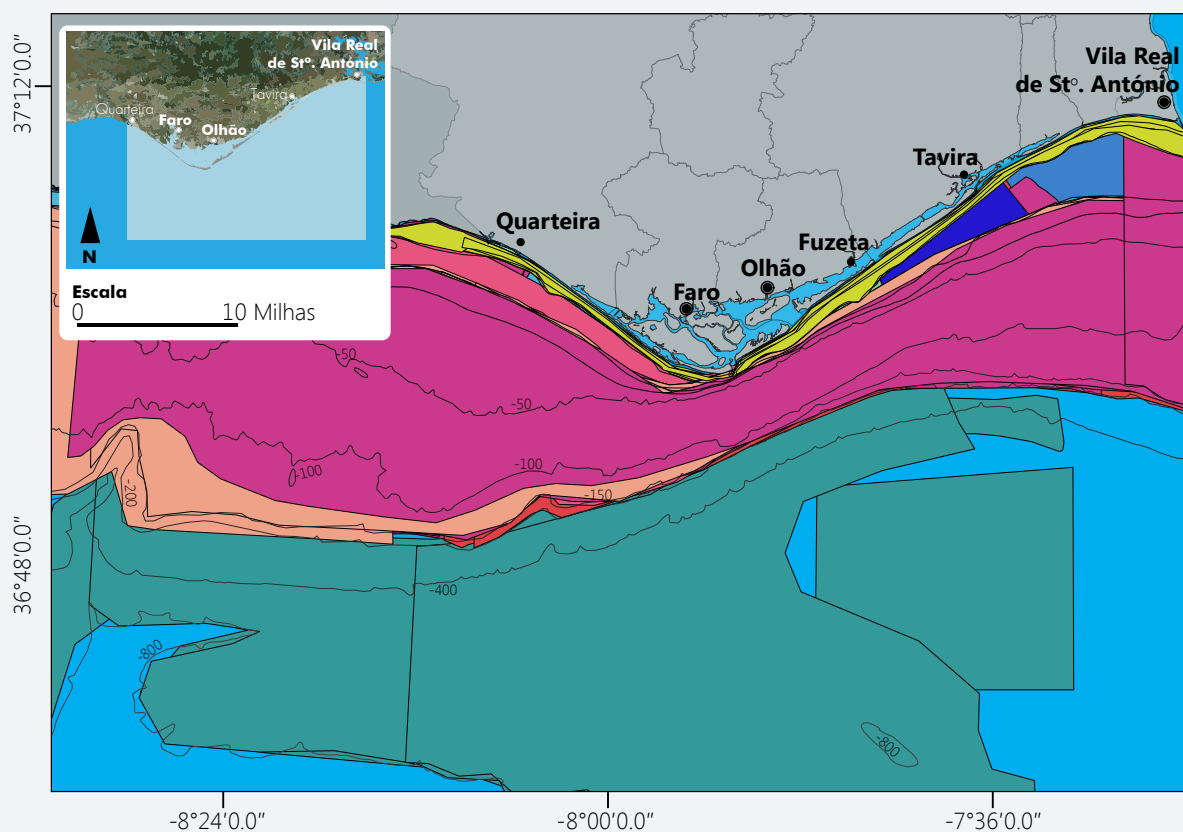 Vila Real
de Stº. António
Tavira
Quarteira
Faro
Olhão
N
Escala
0 10 Milhas
37°12'0.0"
36°48'0.0"
Vila Real
de Stº. António
Tavira
Quarteira
Fuzeta
Olhão
Faro
-50
-50
-100
-100
-150
-200
-400
-800
-800
-8°24'0.0"
-8°00'0.0"
-7°36'0.0"